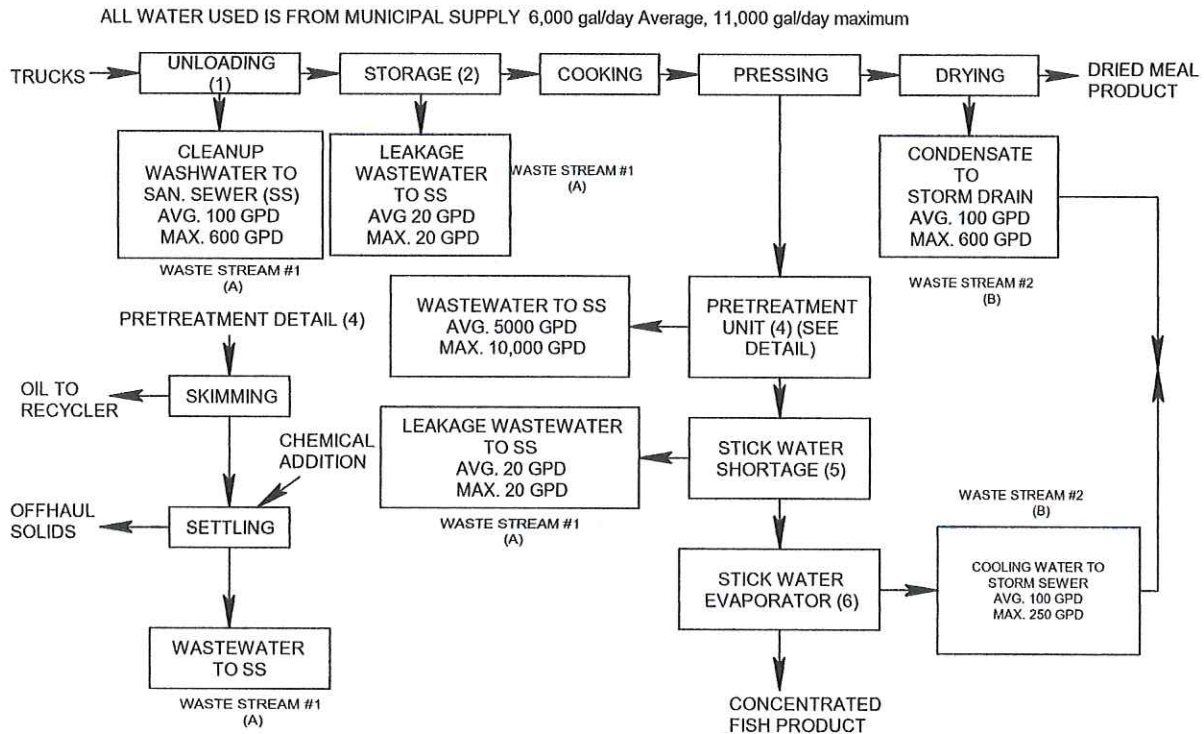 ALL WATER USED IS FROM MUNICIPAL SUPPLY 6,000 gal/day Average, 11,000 gal/day maximum
TRUCKS
UNLOADING
(1)
STORAGE (2)
COOKING
PRESSING
DRYING
DRIED MEAL
PRODUCT
CLEANUP
WASHWATER TO
SAN. SEWER (SS)
AVG. 100 GPD
MAX. 600 GPD
WASTE STREAM #1
(A)
LEAKAGE
WASTEWATER
TO SS
AVG 20 GPD
MAX. 20 GPD
WASTE STREAM #1
(A)
CONDENSATE
TO
STORM DRAIN
AVG. 100 GPD
MAX. 600 GPD
WASTE STREAM #2
(B)
PRETREATMENT DETAIL (4)
WASTEWATER TO SS
AVG. 5000 GPD
MAX. 10,000 GPD
PRETREATMENT
UNIT (4) (SEE
DETAIL)
OIL TO
RECYCLER
SKIMMING
CHEMICAL
ADDITION
LEAKAGE WASTEWATER
TO SS
AVG. 20 GPD
MAX. 20 GPD
WASTE STREAM #1
(A)
STICK WATER
SHORTAGE (5)
OFFHAUL
SOLIDS
SETTLING
WASTE STREAM #2
(B)
STICK WATER
EVAPORATOR (6)
COOLING WATER TO
STORM SEWER
AVG. 100 GPD
MAX. 250 GPD
WASTEWATER
TO SS
WASTE STREAM #1
(A)
CONCENTRATED
FISH PRODUCT